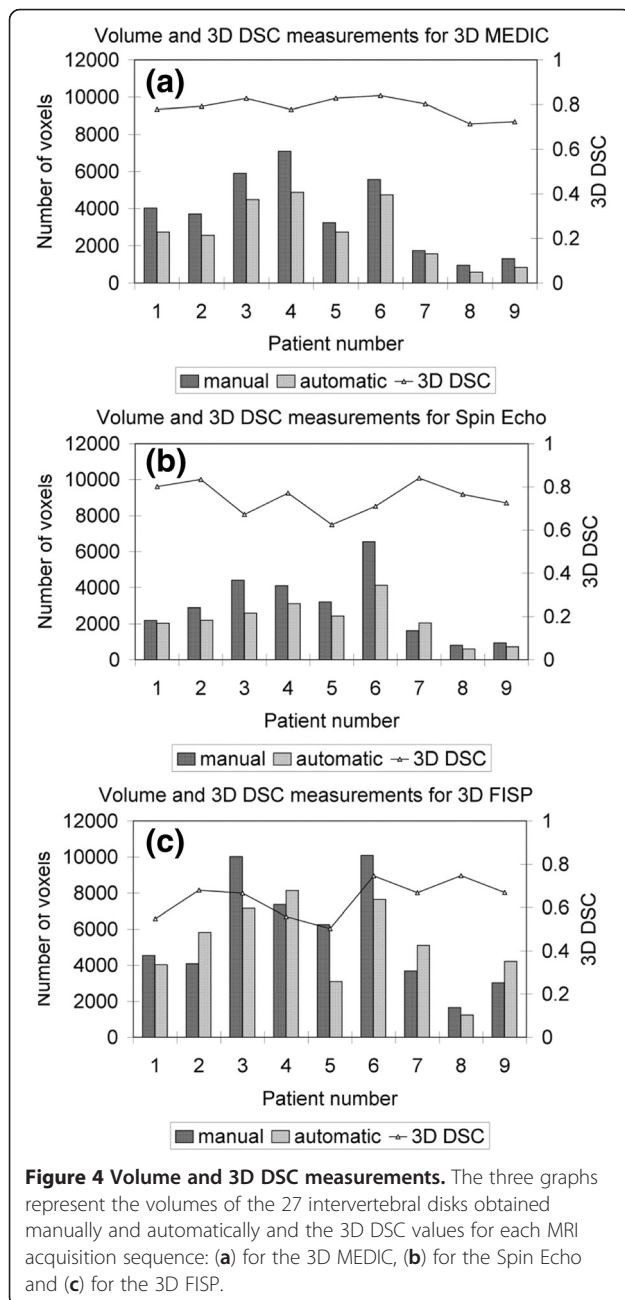 Volume and 3D DSC measurements for 3D MEDIC
(a)
Number of voxels
12000
10000
8000
6000
4000
2000
0
1
0.8
0.6
0.4
0.2
0
3D DSC
1 2 3 4 5 6 7 8 9
Patient number
manual automatic 3D DSC
Volume and 3D DSC measurements for Spin Echo
(b)
Number of voxels
12000
10000
8000
6000
4000
2000
0
1
0.8
0.6
0.4
0.2
0
3D DSC
1 2 3 4 5 6 7 8 9
Patient number
manual automatic 3D DSC
Volume and 3D DSC measurements for 3D FISP
(c)
Number of voxels
12000
10000
8000
6000
4000
2000
0
1
0.8
0.6
0.4
0.2
0
3D DSC
1 2 3 4 5 6 7 8 9
Patient number
manual automatic 3D DSC
Figure 4 Volume and 3D DSC measurements. The three graphs
represent the volumes of the 27 intervertebral disks obtained
manually and automatically and the 3D DSC values for each MRI
acquisition sequence: (a) for the 3D MEDIC, (b) for the Spin Echo
and (c) for the 3D FISP.